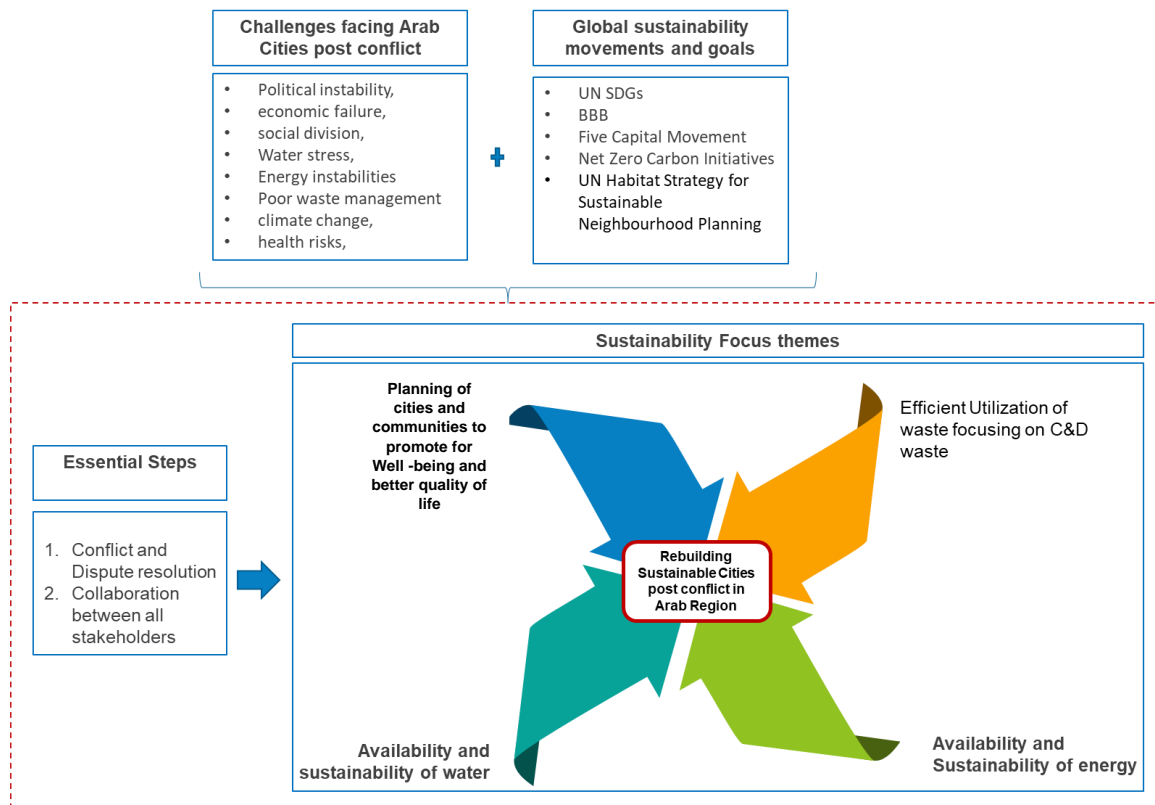 Challenges facing Arab
Cities post conflict
• Political instability,
• economic failure,
• social division,
• Water stress,
• Energy instabilities
• Poor waste management
• climate change,
• health risks,
Global sustainability
movements and goals
• UN SDGs
• BBB
• Five Capital Movement
• Net Zero Carbon Initiatives
• UN Habitat Strategy for
Sustainable
Neighbourhood Planning
Essential Steps
1. Conflict and
Dispute resolution
2. Collaboration
between all
stakeholders
Sustainability Focus themes
Planning of
cities and
communities to
promote for
Well -being and
better quality of
life
Efficient Utilization of
waste focusing on C&D
waste
Rebuilding
Sustainable Cities
post conflict in
Arab Region
Availability and
sustainability of water
Availability and
Sustainability of energy